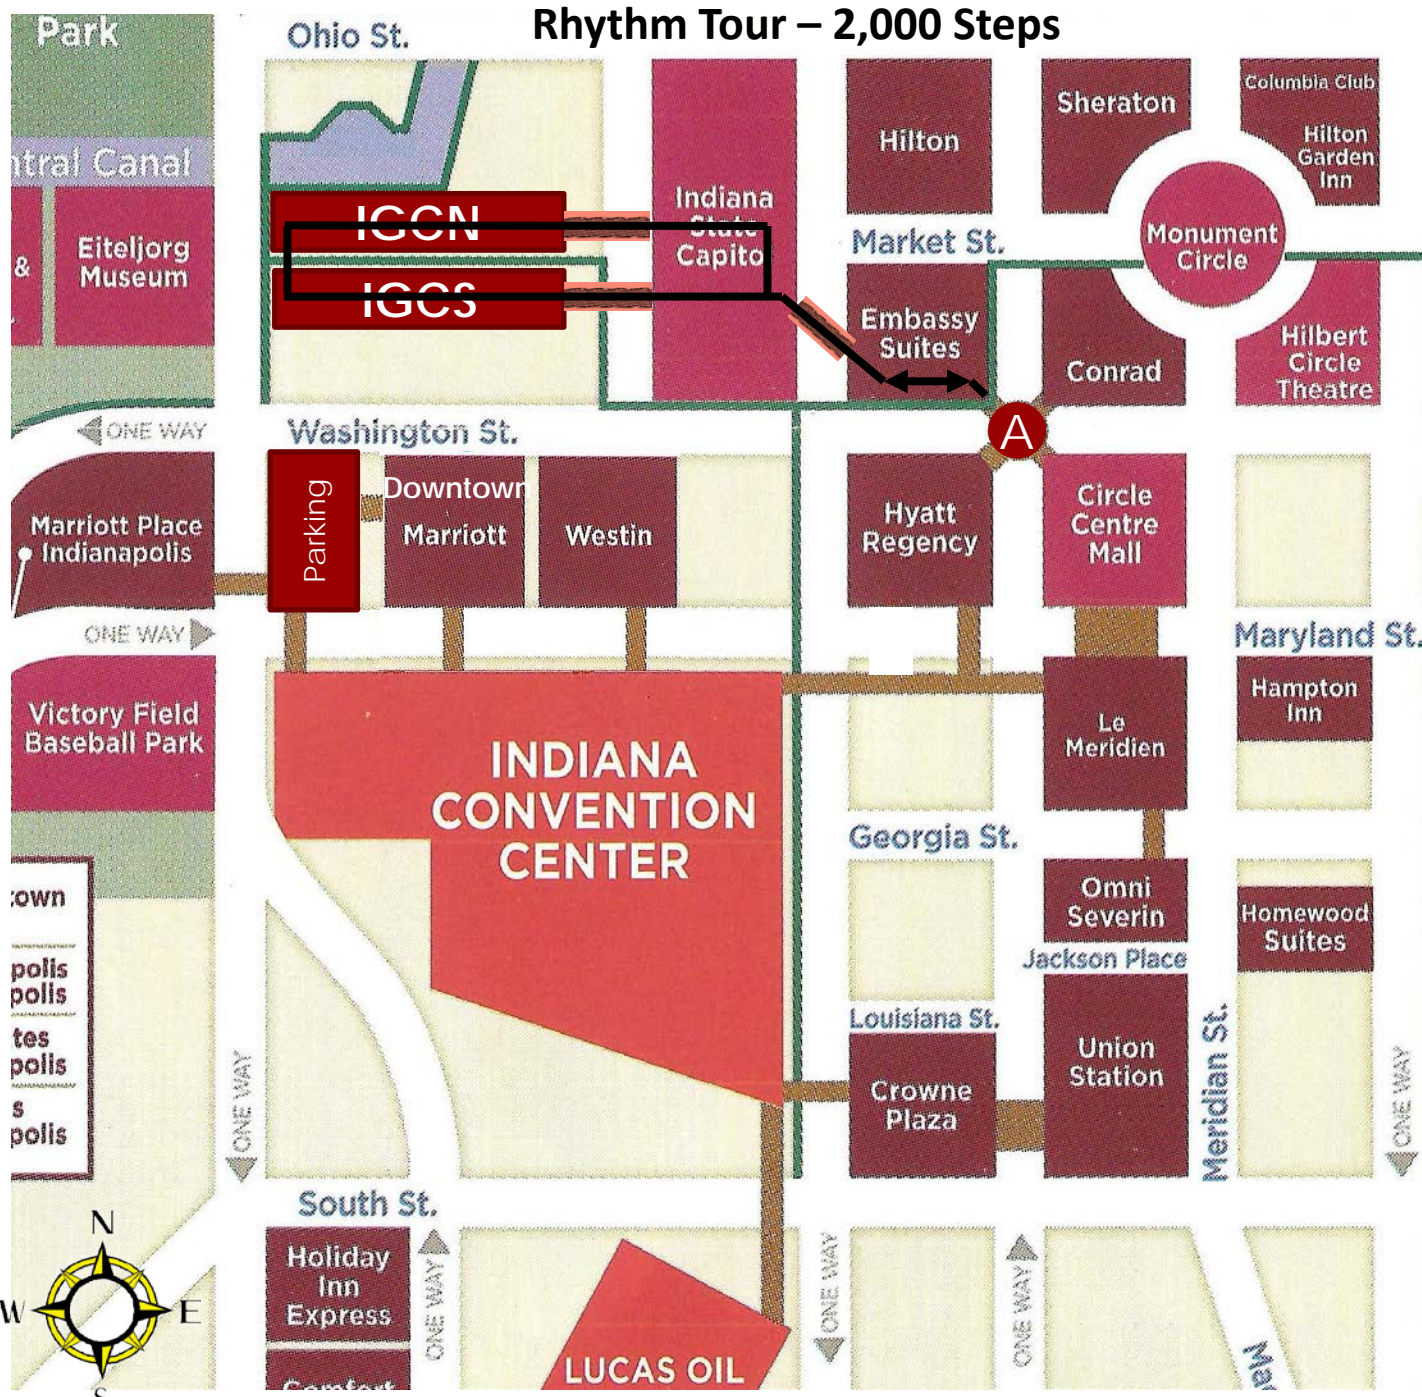 Rhythm Tour – 2,000 Steps
Park
Ohio St.
Columbia Club
Sheraton
Hilton
Hilton
Garden
Inn
ntral Canal
IGCN
Indiana
State
Capito
Market St.
Monument
Circle
Eiteljorg
Museum
&
IGCS
Embassy
Suites
Conrad
Hilbert
Circle
Theatre
ONE WAY
Washington St.
A
Parking
Downtown
Marriott
Westin
Hyatt
Regency
Circle
Centre
Mall
Marriott Place
Indianapolis
ONE WAY
Maryland St.
Victory Field
Baseball Park
Hampton
Inn
Le
Meridien
INDIANA
CONVENTION
CENTER
Georgia St.
town
Omni
Severin
Homewood
Suites
Jackson Place
polis
polis
Louisiana St.
tes
polis
Union
Station
Meridian St.
ONE WAY
ONE WAY
Crowne
Plaza
s
polis
South St.
N
W
E
S
Holiday
Inn
Express
ONE WAY
ONE WAY
ONE WAY
LUCAS OIL
Comfort